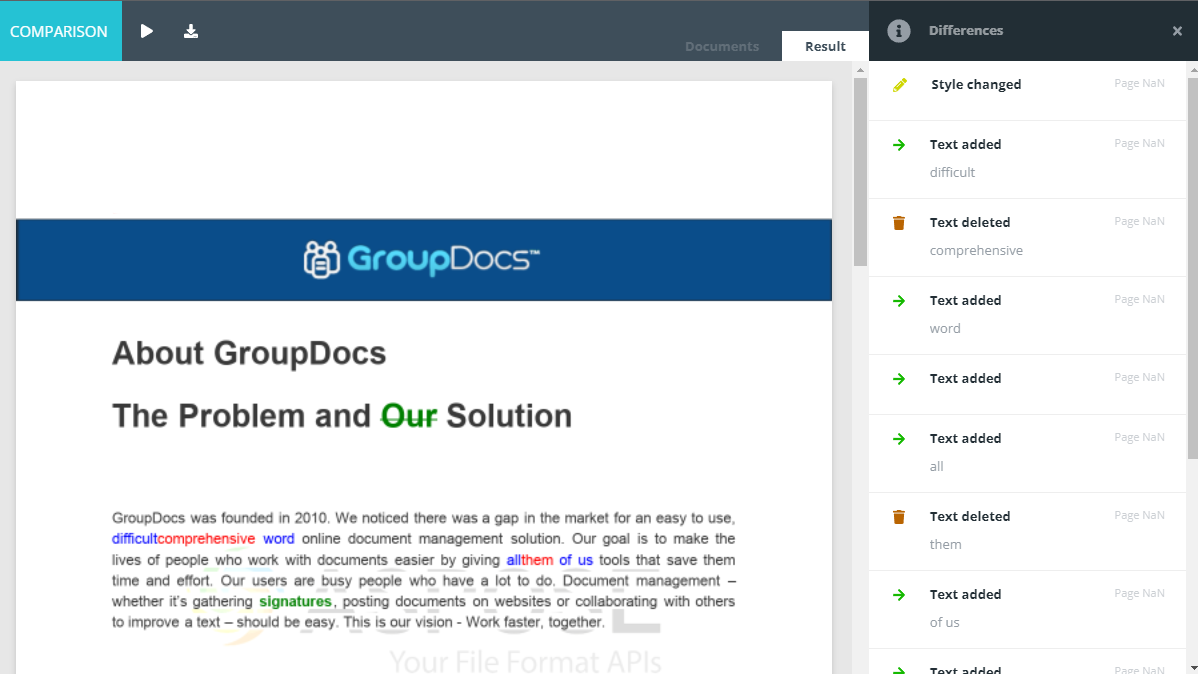 COMPARISON
Documents
Result
Differences
GroupDocs™
About GroupDocs
The Problem and Our Solution
GroupDocs was founded in 2010. We noticed there was a gap in the market for an easy to use,
difficultcomprehensive word online document management solution. Our goal is to make the
lives of people who work with documents easier by giving allthem of us tools that save them
time and effort. Our users are busy people who have a lot to do. Document management –
whether it's gathering signatures, posting documents on websites or collaborating with others
to improve a text – should be easy. This is our vision - Work faster, together.
ASPOSE
Your File Format APIs
Style changed Page NaN
Text added Page NaN
difficult
Text deleted Page NaN
comprehensive
Text added Page NaN
word
Text added Page NaN
Text added Page NaN
all
Text deleted Page NaN
them
Text added Page NaN
of us
Text added Page NaN